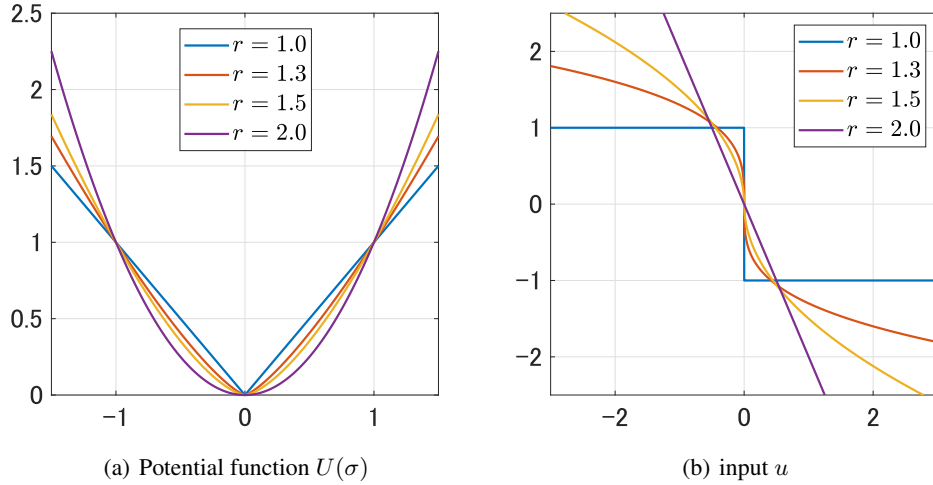 2.5
2
1.5
1
0.5
0
−1
0
1
r = 1.0
r = 1.3
r = 1.5
r = 2.0
(a) Potential function U(σ)
2
1
0
−1
−2
−2
0
2
r = 1.0
r = 1.3
r = 1.5
r = 2.0
(b) input u